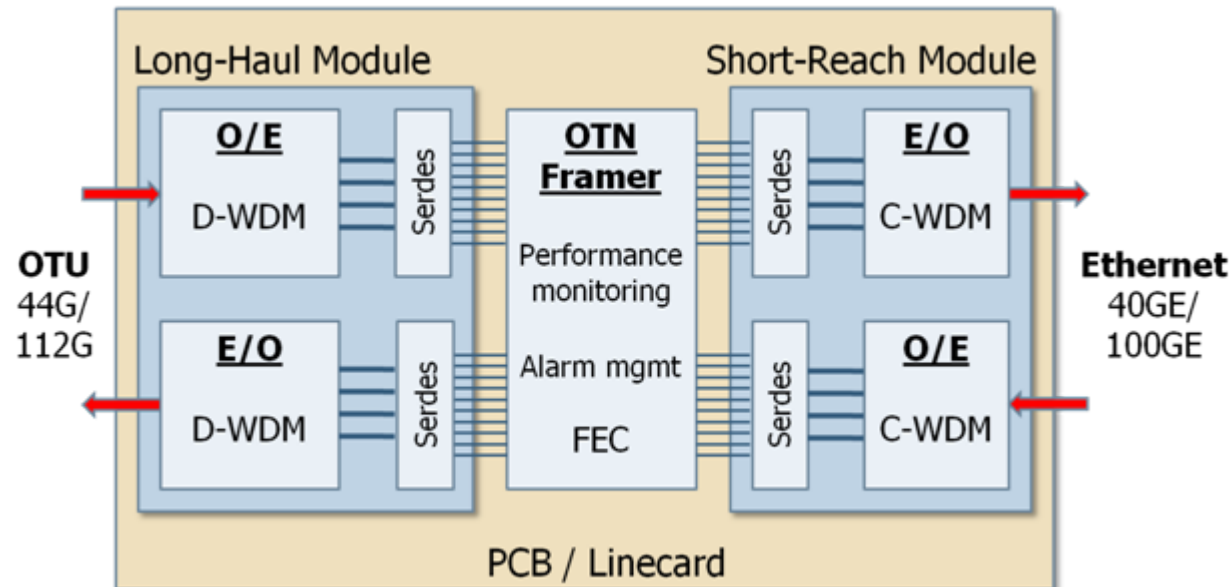 Long-Haul Module
Short-Reach Module
O/E
D-WDM
Serdes
OTN
Framer
Performance
monitoring
Alarm mgmt
FEC
Serdes
E/O
C-WDM
OTU
44G/
112G
Ethernet
40GE/
100GE
E/O
D-WDM
Serdes
Serdes
O/E
C-WDM
PCB / Linecard